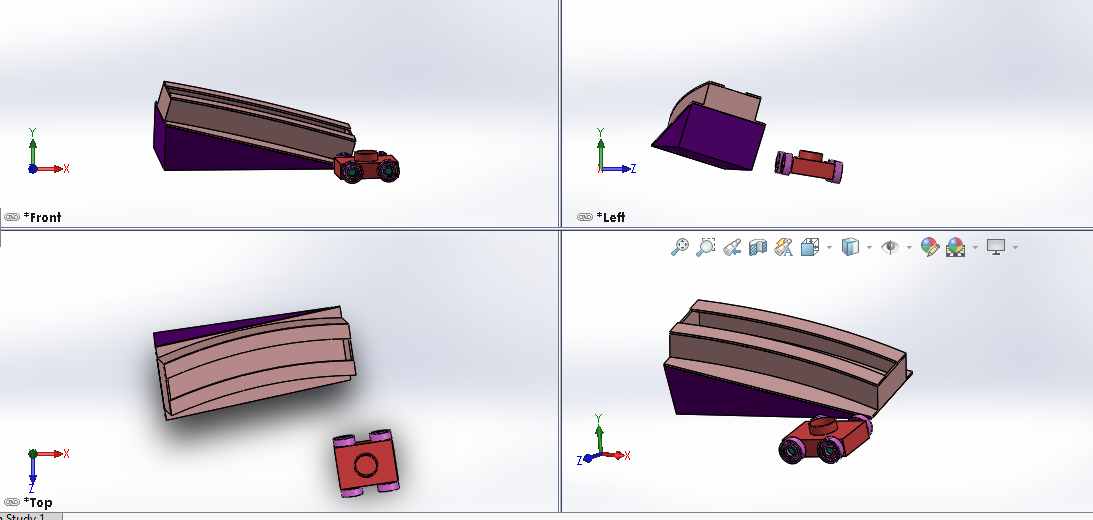 Y
X
*Front
Y
X Z
*Left
X
Z
*Top
Y
Z X
Study 1